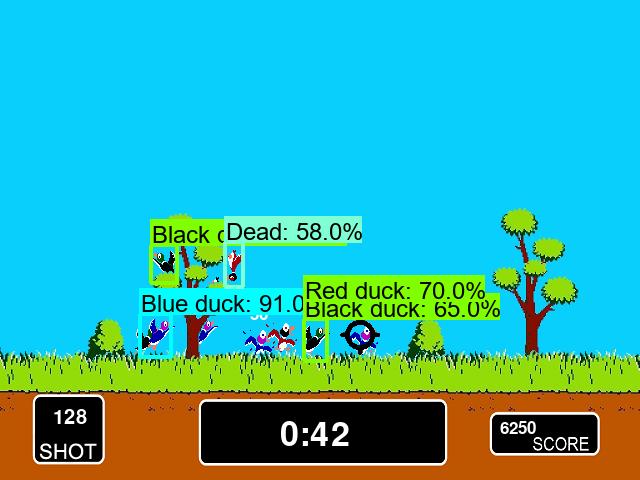 Black d
Dead: 58.0%
Blue duck: 91.0
Red duck: 70.0%
Black duck: 65.0%
128
SHOT
0:42
6250
SCORE